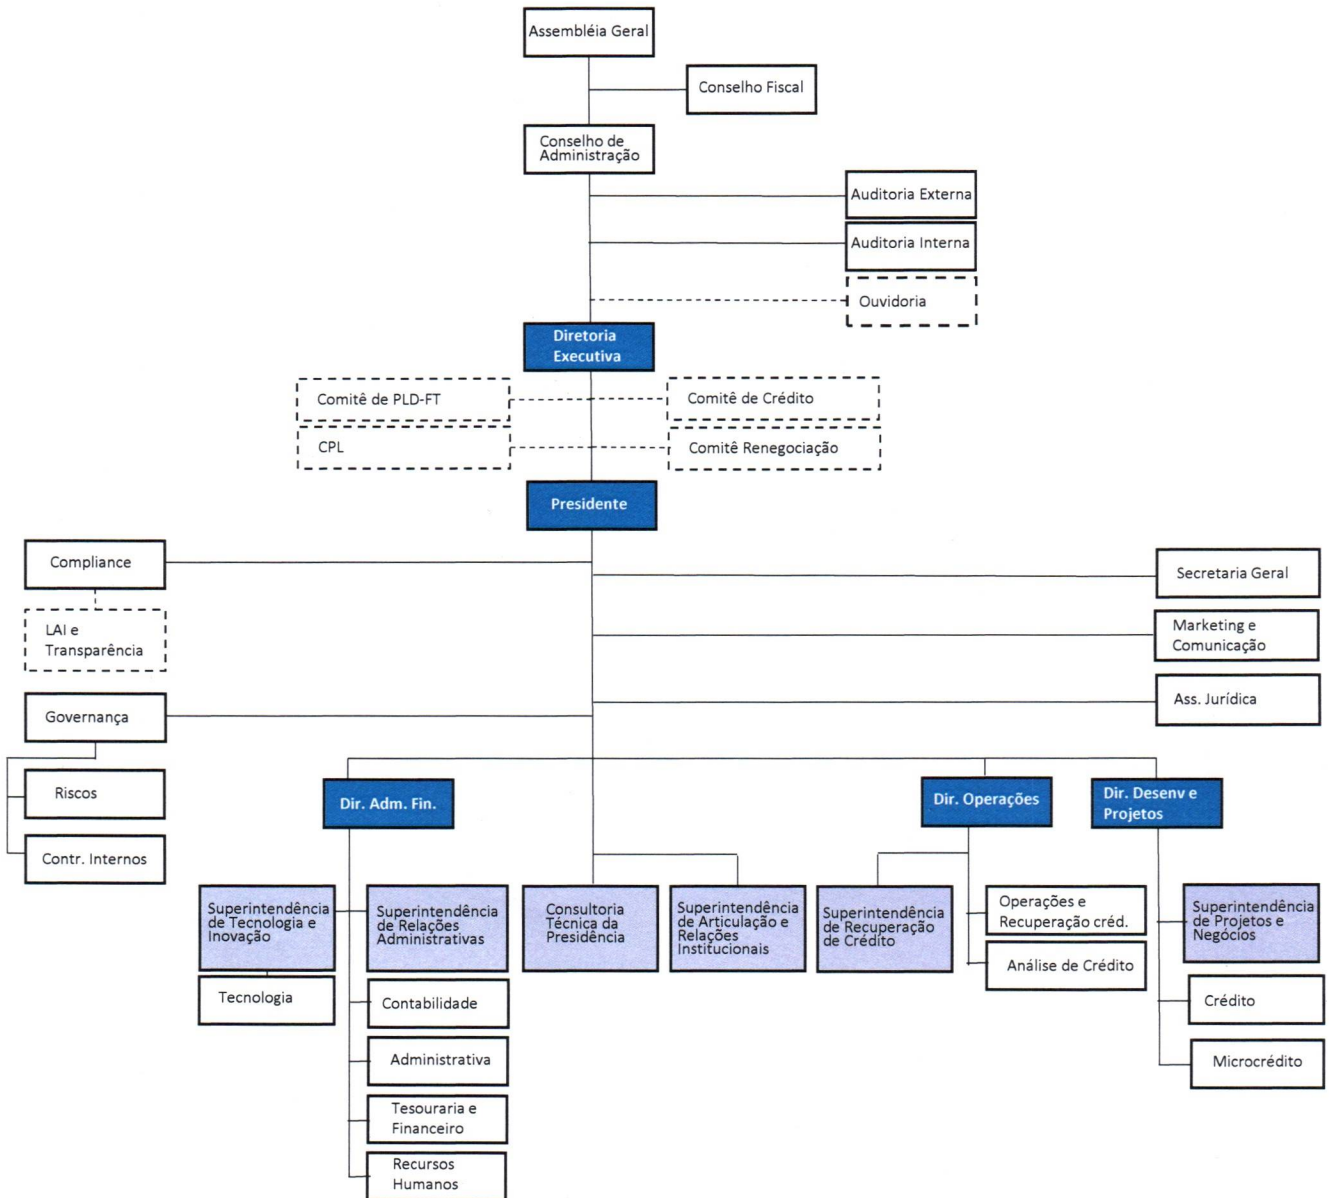 Assembléia Geral
Conselho Fiscal
Conselho de
Administração
Auditoria Externa
Auditoria Interna
Ouvidoria
Diretoria
Executiva
Comitê de PLD-FT
Comitê de Crédito
CPL
Comitê Renegociação
Presidente
Compliance
Secretaria Geral
LAI e
Transparência
Marketing e
Comunicação
Governança
Ass. Jurídica
Riscos
Contr. Internos
Dir. Adm. Fin.
Dir. Operações
Dir. Desenv e
Projetos
Superintendência
de Tecnologia e
Inovação
Superintendência
de Relações
Administrativas
Consultoria
Técnica da
Presidência
Superintendência
de Articulação e
Relações
Institucionais
Superintendência
de Recuperação
de Crédito
Operações e
Recuperação créd.
Superintendência
de Projetos e
Negócios
Análise de Crédito
Tecnologia
Contabilidade
Crédito
Administrativa
Microcrédito
Tesouraria e
Financeiro
Recursos
Humanos